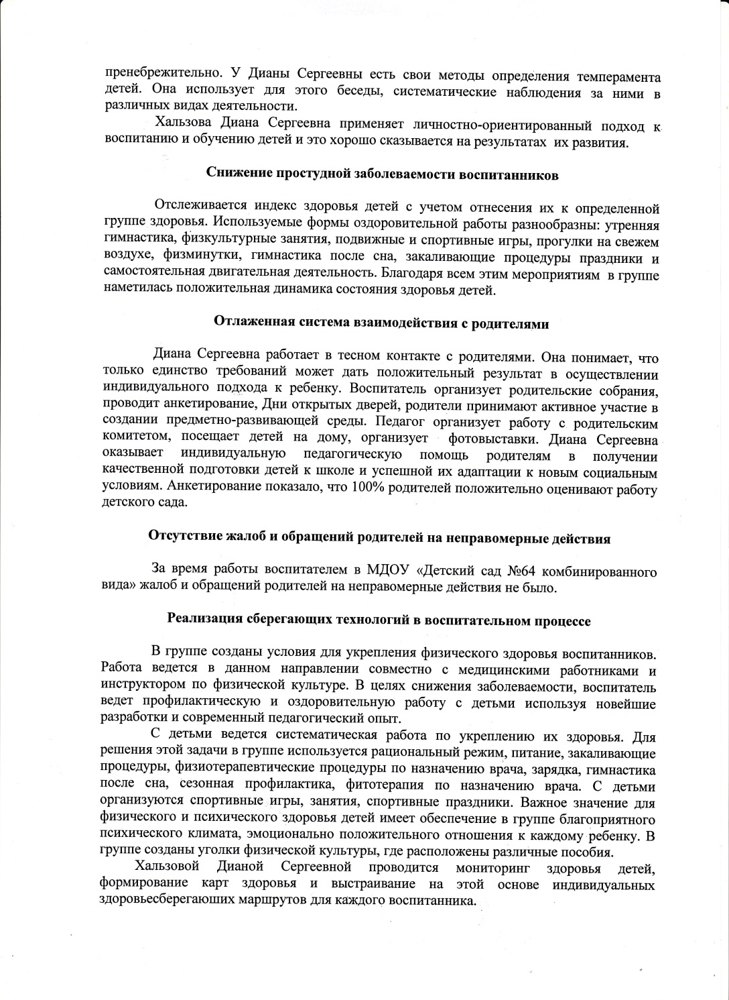 пренебрежительно. У Дианы Сергеевны есть свои методы определения темперамента
детей. Она использует для этого беседы, систематические наблюдения за ними в
различных видах деятельности.
Хальзова Диана Сергеевна применяет личностно-ориентированный подход к
воспитанию и обучению детей и это хорошо сказывается на результатах их развития.
Снижение простудной заболеваемости воспитанников
Отслеживается индекс здоровья детей с учетом отнесения их к определенной
группе здоровья. Используемые формы оздоровительной работы разнообразны: утренняя
гимнастика, физкультурные занятия, подвижные и спортивные игры, прогулки на свежем
воздухе, физминутки, гимнастика после сна, закаливающие процедуры праздники и
самостоятельная двигательная деятельность. Благодаря всем этим мероприятиям в группе
наметилась положительная динамика состояния здоровья детей.
Отлаженная система взаимодействия с родителями
Диана Сергеевна работает в тесном контакте с родителями. Она понимает, что
только единство требований может дать положительный результат в осуществлении
индивидуального подхода к ребенку. Воспитатель организует родительские собрания,
проводит анкетирование, Дни открытых дверей, родители принимают активное участие в
создании предметно-развивающей среды. Педагог организует работу с родительским
комитетом, посещает детей на дому, организует фотовыставки. Диана Сергеевна
оказывает индивидуальную педагогическую помощь родителям в получении
качественной подготовки детей к школе и успешной их адаптации к новым социальным
условиям. Анкетирование показало, что 100% родителей положительно оценивают работу
детского сада.
Отсутствие жалоб и обращений родителей на неправомерные действия
За время работы воспитателем в МДОУ «Детский сад №64 комбинированного
вида» жалоб и обращений родителей на неправомерные действия не было.
Реализация сберегающих технологий в воспитательном процессе
В группе созданы условия для укрепления физического здоровья воспитанников.
Работа ведется в данном направлении совместно с медицинскими работниками и
инструктором по физической культуре. В целях снижения заболеваемости, воспитатель
ведет профилактическую и оздоровительную работу с детьми используя новейшие
разработки и современный педагогический опыт.
С детьми ведется систематическая работа по укреплению их здоровья. Для
решения этой задачи в группе используется рациональный режим, питание, закаливающие
процедуры, физиотерапевтические процедуры по назначению врача, зарядка, гимнастика
после сна, сезонная профилактика, фитотерапия по назначению врача. С детьми
организуются спортивные игры, занятия, спортивные праздники. Важное значение для
физического и психического здоровья детей имеет обеспечение в группе благоприятного
психического климата, эмоционально положительного отношения к каждому ребенку. В
группе созданы уголки физической культуры, где расположены различные пособия.
Хальзовой Дианой Сергеевной проводится мониторинг здоровья детей,
формирование карт здоровья и выстраивание на этой основе индивидуальных
здоровьесберегаюших маршрутов для каждого воспитанника.